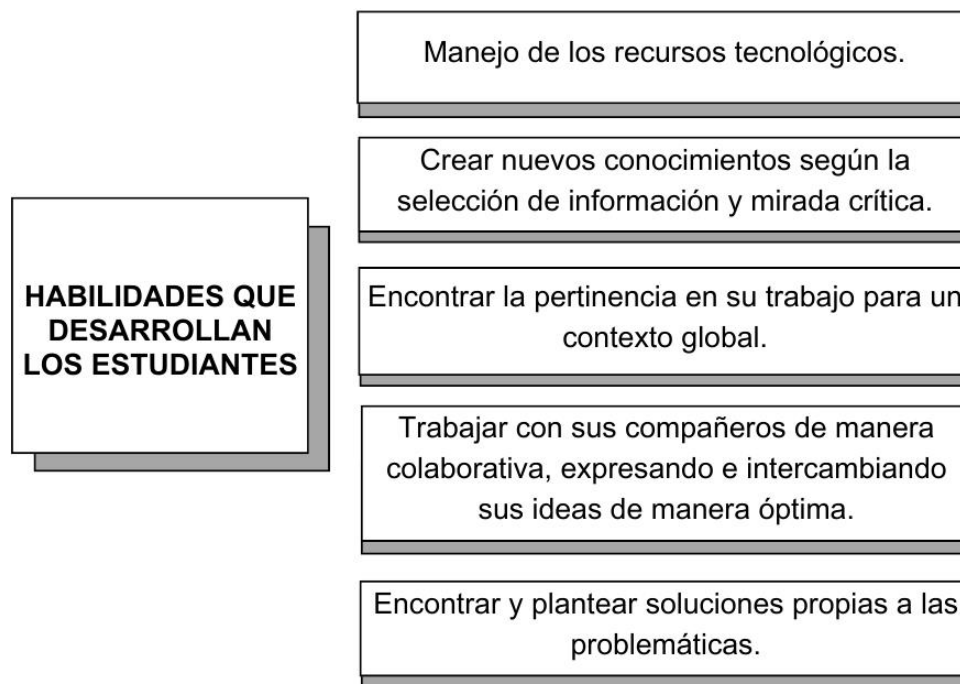 Manejo de los recursos tecnológicos.
Crear nuevos conocimientos según la
selección de información y mirada crítica.
HABILIDADES QUE
DESARROLLAN
LOS ESTUDIANTES
Encontrar la pertinencia en su trabajo para un
contexto global.
Trabajar con sus compañeros de manera
colaborativa, expresando e intercambiando
sus ideas de manera óptima.
Encontrar y plantear soluciones propias a las
problemáticas.